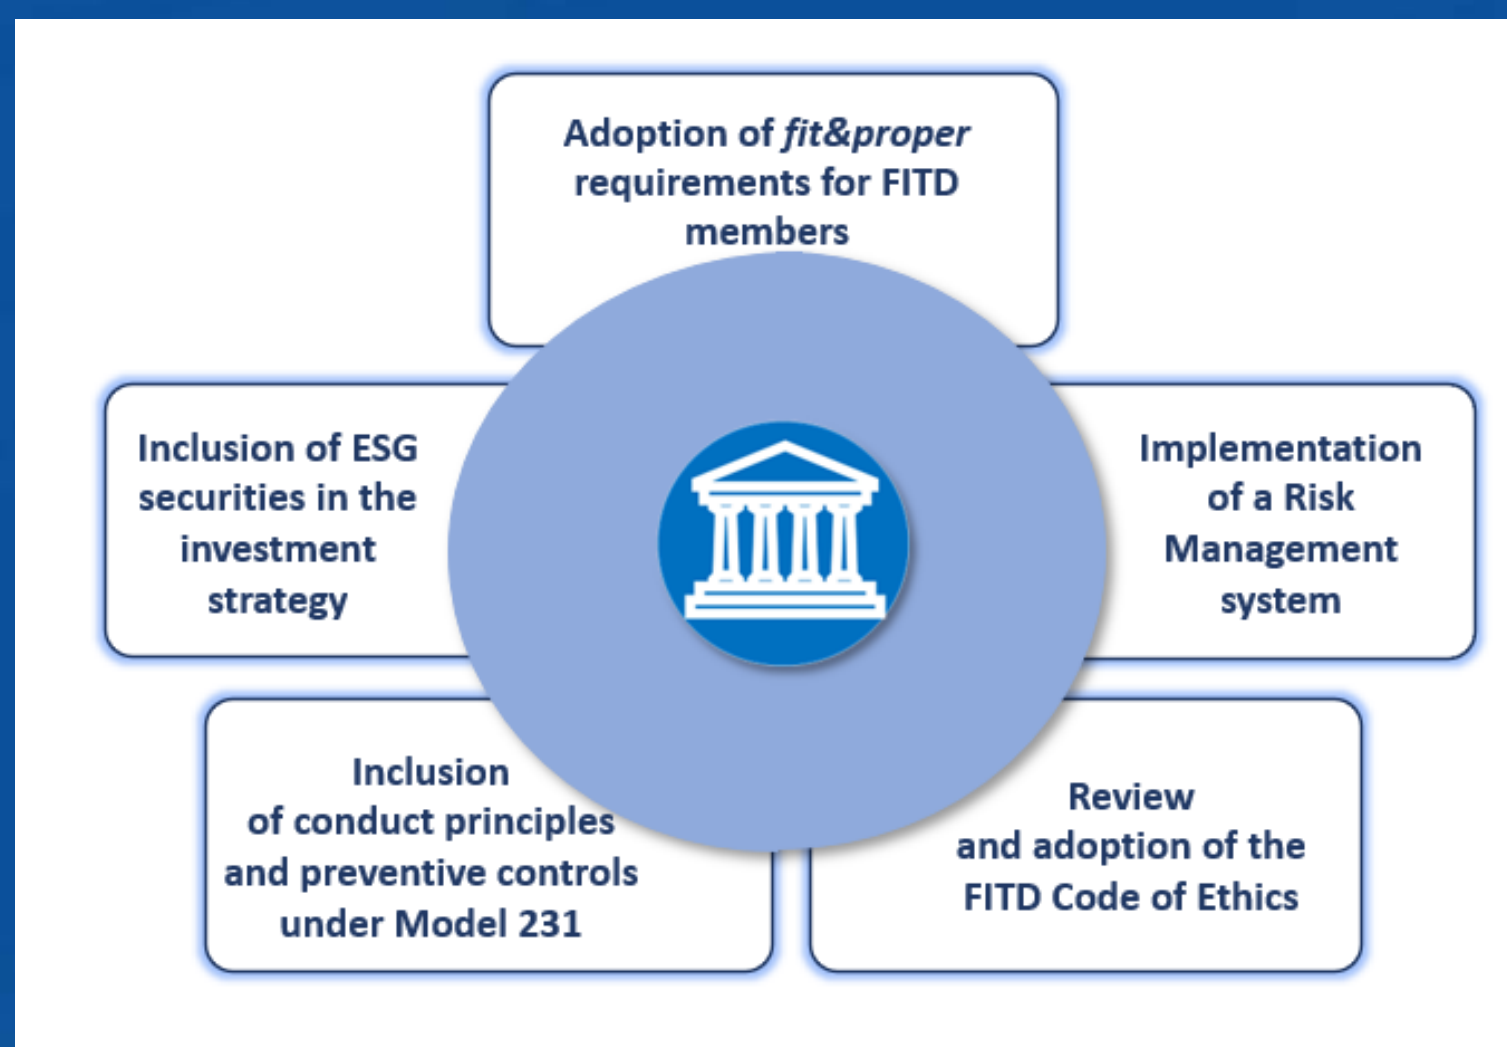 Adoption of fit&proper
requirements for FITD
members
Inclusion of ESG
securities in the
investment
strategy
Implementation
of a Risk
Management
system
Inclusion
of conduct principles
and preventive controls
under Model 231
Review
and adoption of the
FITD Code of Ethics